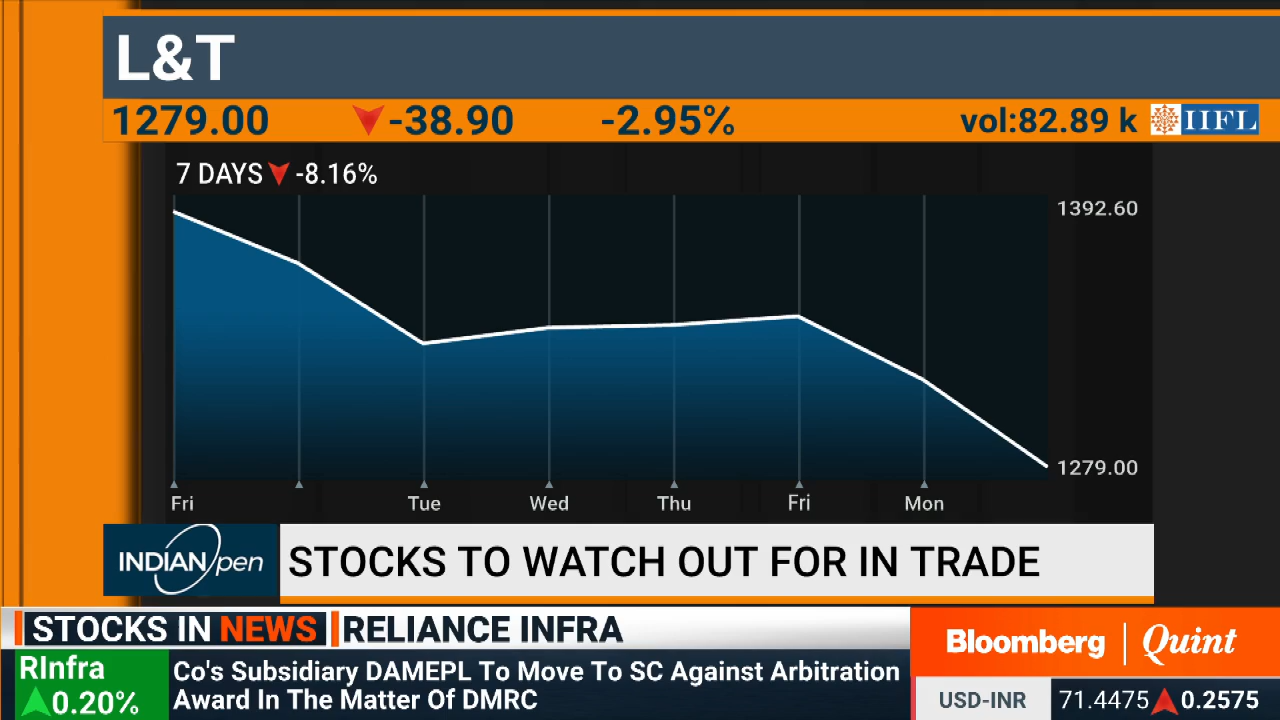 L&T
1279.00 -38.90 -2.95% vol:82.89 k IIFL
7 DAYS -8.16%
1392.60
1279.00
Fri Tue Wed Thu Fri Mon
INDIAN pen STOCKS TO WATCH OUT FOR IN TRADE
STOCKS IN NEWS RELIANCE INFRA
RInfra
0.20%
Co's Subsidiary DAMEPL To Move To SC Against Arbitration
Award In The Matter Of DMRC
Bloomberg | Quint
USD-INR 71.4475 0.2575